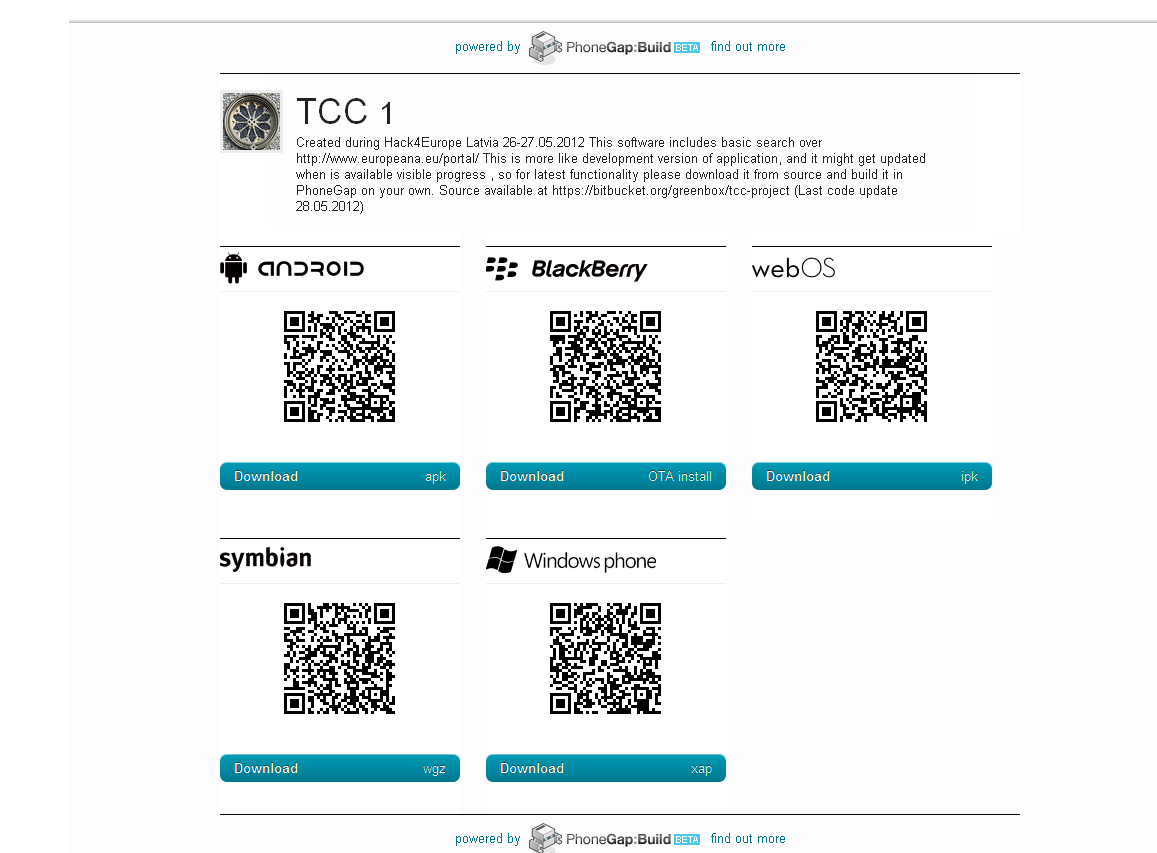 powered by PhoneGap:Build BETA find out more
TCC 1
Created during Hack4Europe Latvia 26-27.05.2012 This software includes basic search over
http://www.europeana.eu/portal/ This is more like development version of application, and it might get updated
when is available visible progress , so for latest functionality please download it from source and build it in
PhoneGap on your own. Source available at https://bitbucket.org/greenbox/tcc-project (Last code update
28.05.2012)
ANDROID
BlackBerry
webOS
Download apk
Download OTA install
Download ipk
symbian
Windows phone
Download wgz
Download xap
powered by PhoneGap:Build BETA find out more